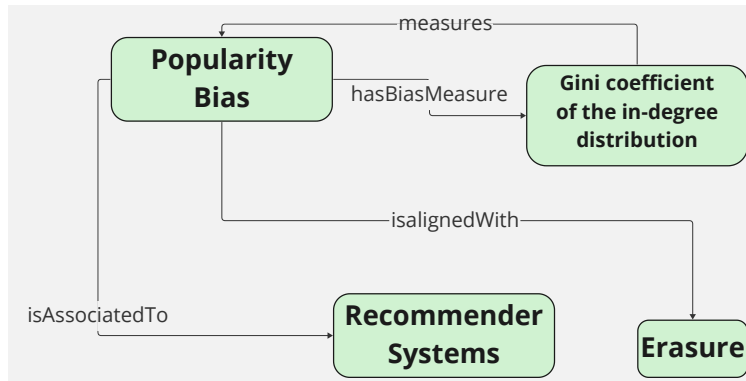 measures
Popularity
Bias
hasBiasMeasure
Gini coefficient
of the in-degree
distribution
isalignedWith
isAssociatedTo
Recommender
Systems
Erasure